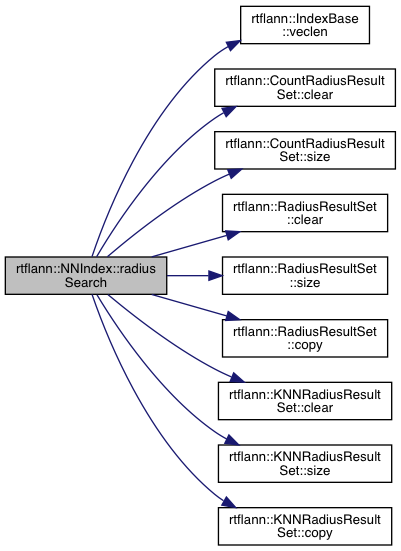 rtflann::IndexBase
::veclen
rtflann::CountRadiusResult
Set::clear
rtflann::CountRadiusResult
Set::size
rtflann::RadiusResultSet
::clear
rtflann::NNIndex::radius
Search
rtflann::RadiusResultSet
::size
rtflann::RadiusResultSet
::copy
rtflann::KNNRadiusResult
Set::clear
rtflann::KNNRadiusResult
Set::size
rtflann::KNNRadiusResult
Set::copy